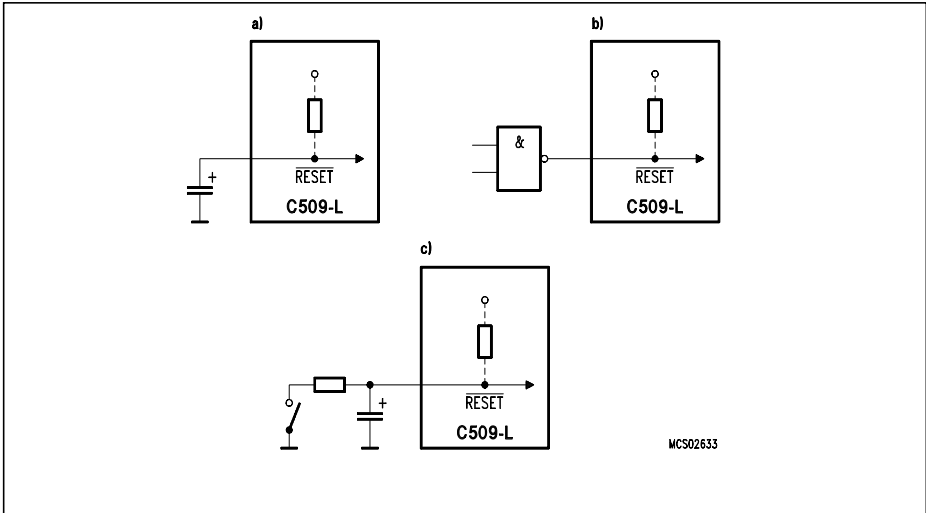 a)
+
RESET
C509-L
b)
&
RESET
C509-L
c)
+
RESET
C509-L
MCS02633